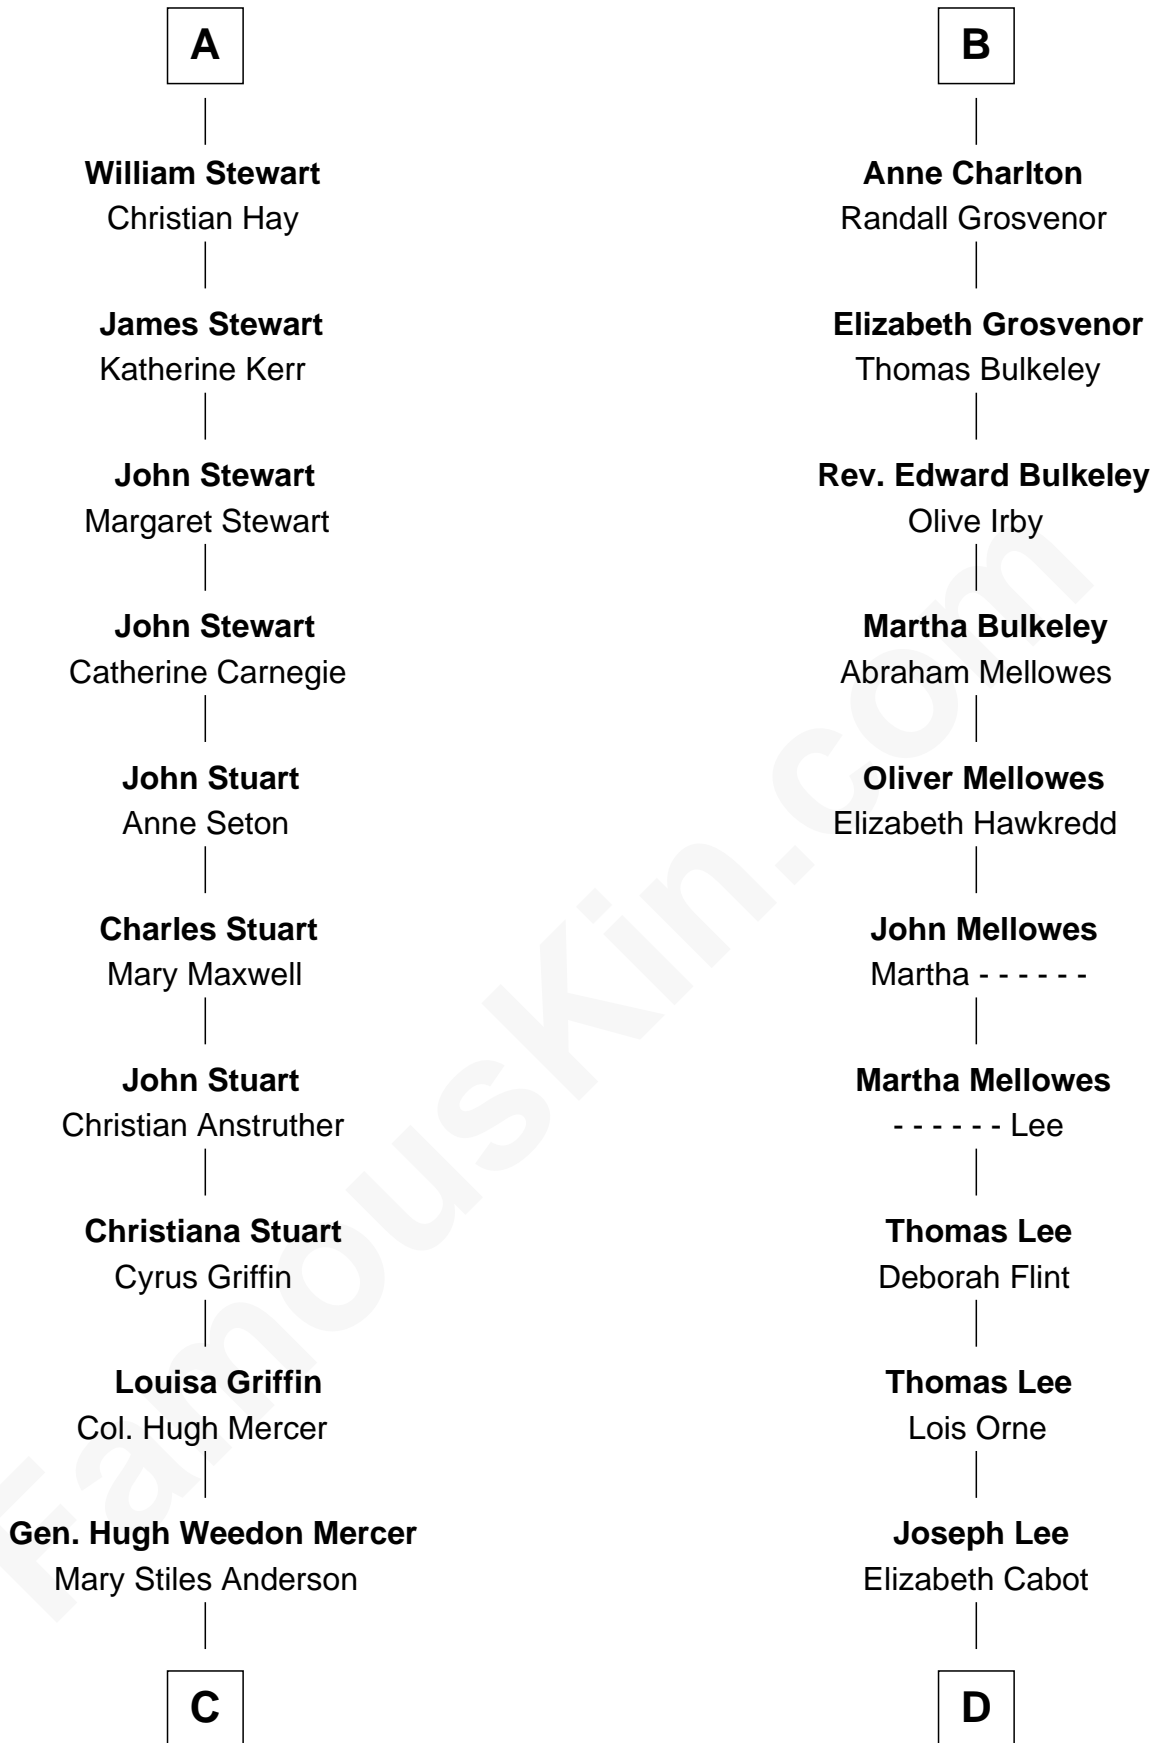 A
William Stewart
Christian Hay
James Stewart
Katherine Kerr
John Stewart
Margaret Stewart
John Stewart
Catherine Carnegie
John Stuart
Anne Seton
Charles Stuart
Mary Maxwell
John Stuart
Christian Anstruther
Christiana Stuart
Cyrus Griffin
Louisa Griffin
Col. Hugh Mercer
Gen. Hugh Weedon Mercer
Mary Stiles Anderson
C
B
Anne Charlton
Randall Grosvenor
Elizabeth Grosvenor
Thomas Bulkeley
Rev. Edward Bulkeley
Olive Irby
Martha Bulkeley
Abraham Mellowes
Oliver Mellowes
Elizabeth Hawkredd
John Mellowes
Martha - - - - - -
Martha Mellowes
- - - - - - Lee
Thomas Lee
Deborah Flint
Thomas Lee
Lois Orne
Joseph Lee
Elizabeth Cabot
D
FamousKin.com